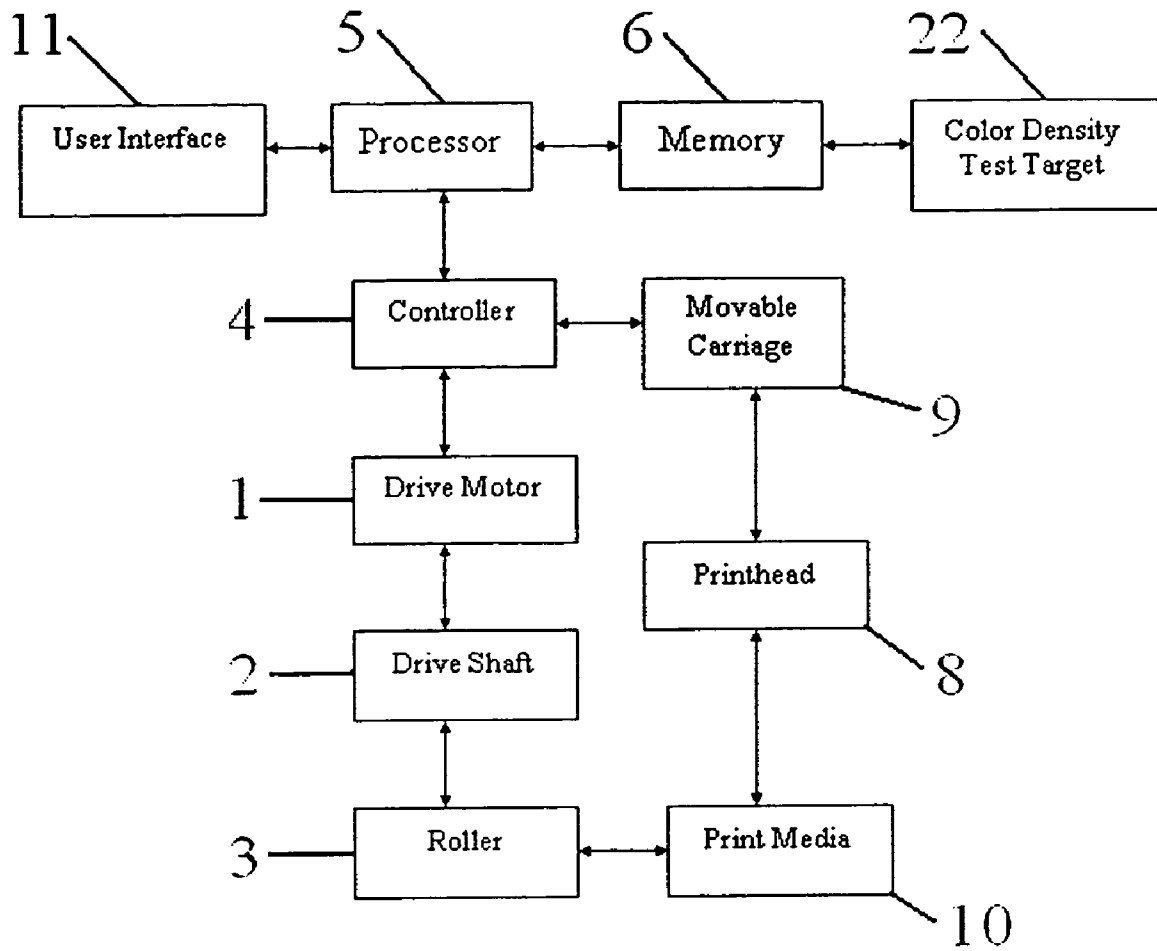 11
5
6
22
User Interface
Processor
Memory
Color Density
Test Target
4
Controller
Movable
Carriage
9
1
Drive Motor
Printhead
8
2
Drive Shaft
3
Roller
Print Media
10